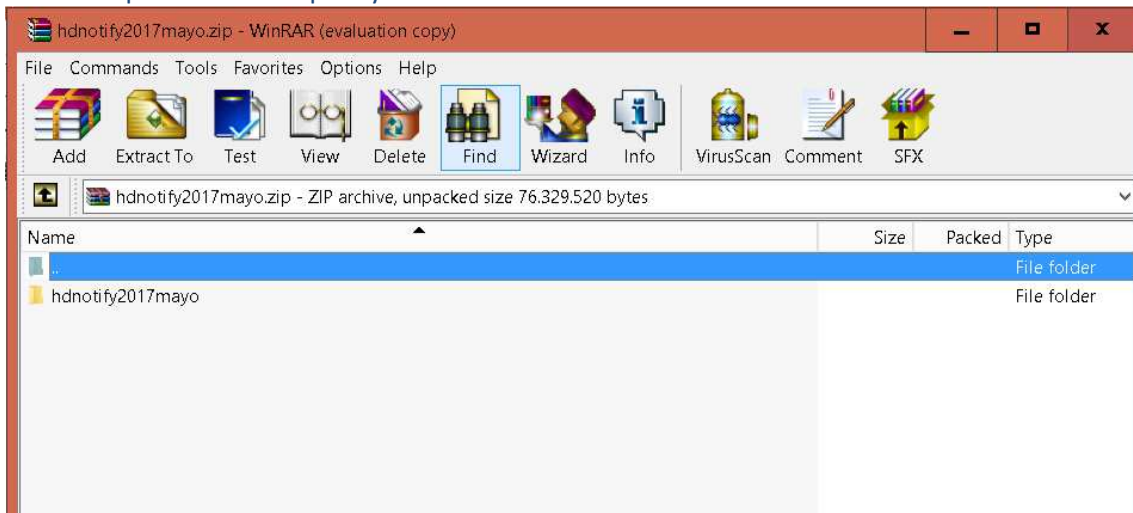 hdnotify2017mayo.zip - WinRAR (evaluation copy)
File Commands Tools Favorites Options Help
Add Extract To Test View Delete Find Wizard Info VirusScan Comment SFX
hdnotify2017mayo.zip - ZIP archive, unpacked size 76.329.520 bytes
Name Size Packed Type
.. File folder
hdnotify2017mayo File folder